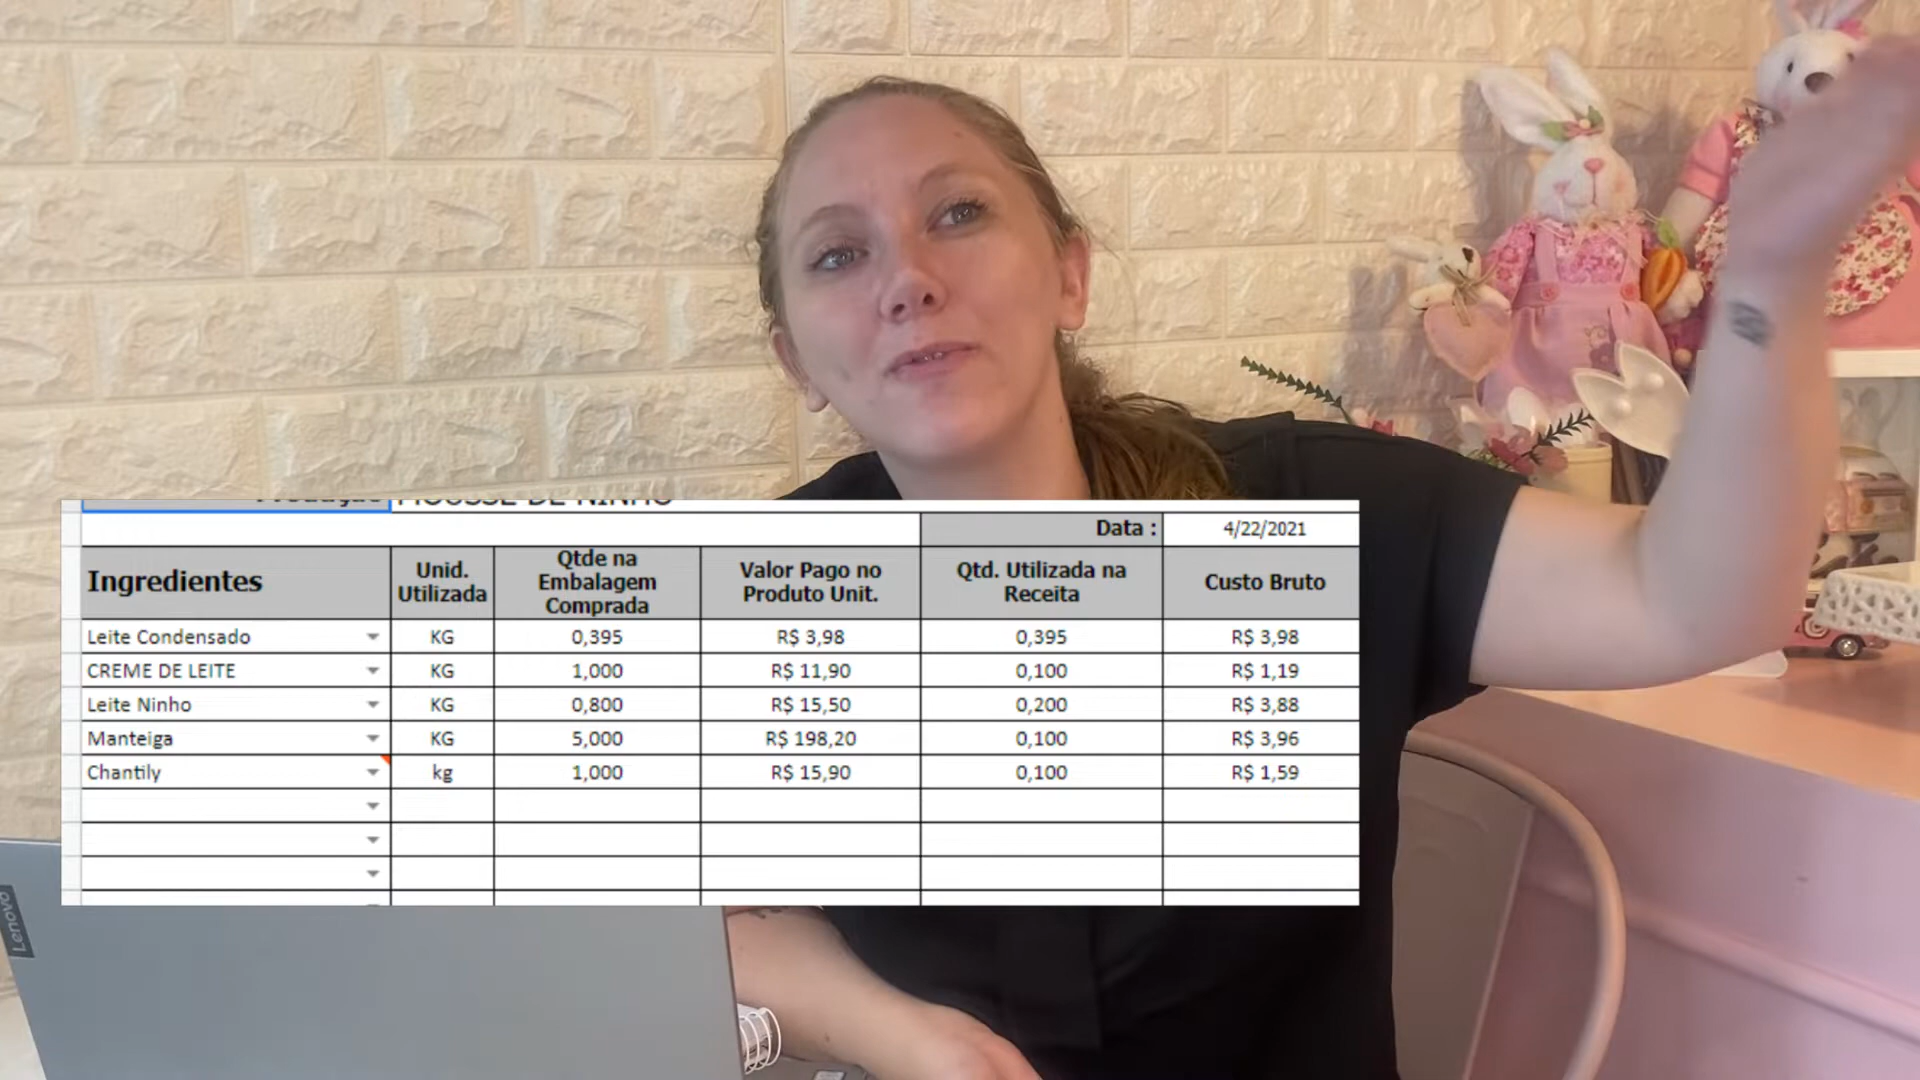 MOUSSE DE NINHO
Data : 4/22/2021
Ingredientes Unid. Utilizada Qtde na Embalagem Comprada Valor Pago no Produto Unit. Qtd. Utilizada na Receita Custo Bruto
Leite Condensado KG 0,395 R$ 3,98 0,395 R$ 3,98
CREME DE LEITE KG 1,000 R$ 11,90 0,100 R$ 1,19
Leite Ninho KG 0,800 R$ 15,50 0,200 R$ 3,88
Manteiga KG 5,000 R$ 198,20 0,100 R$ 3,96
Chantily kg 1,000 R$ 15,90 0,100 R$ 1,59
Lenovo